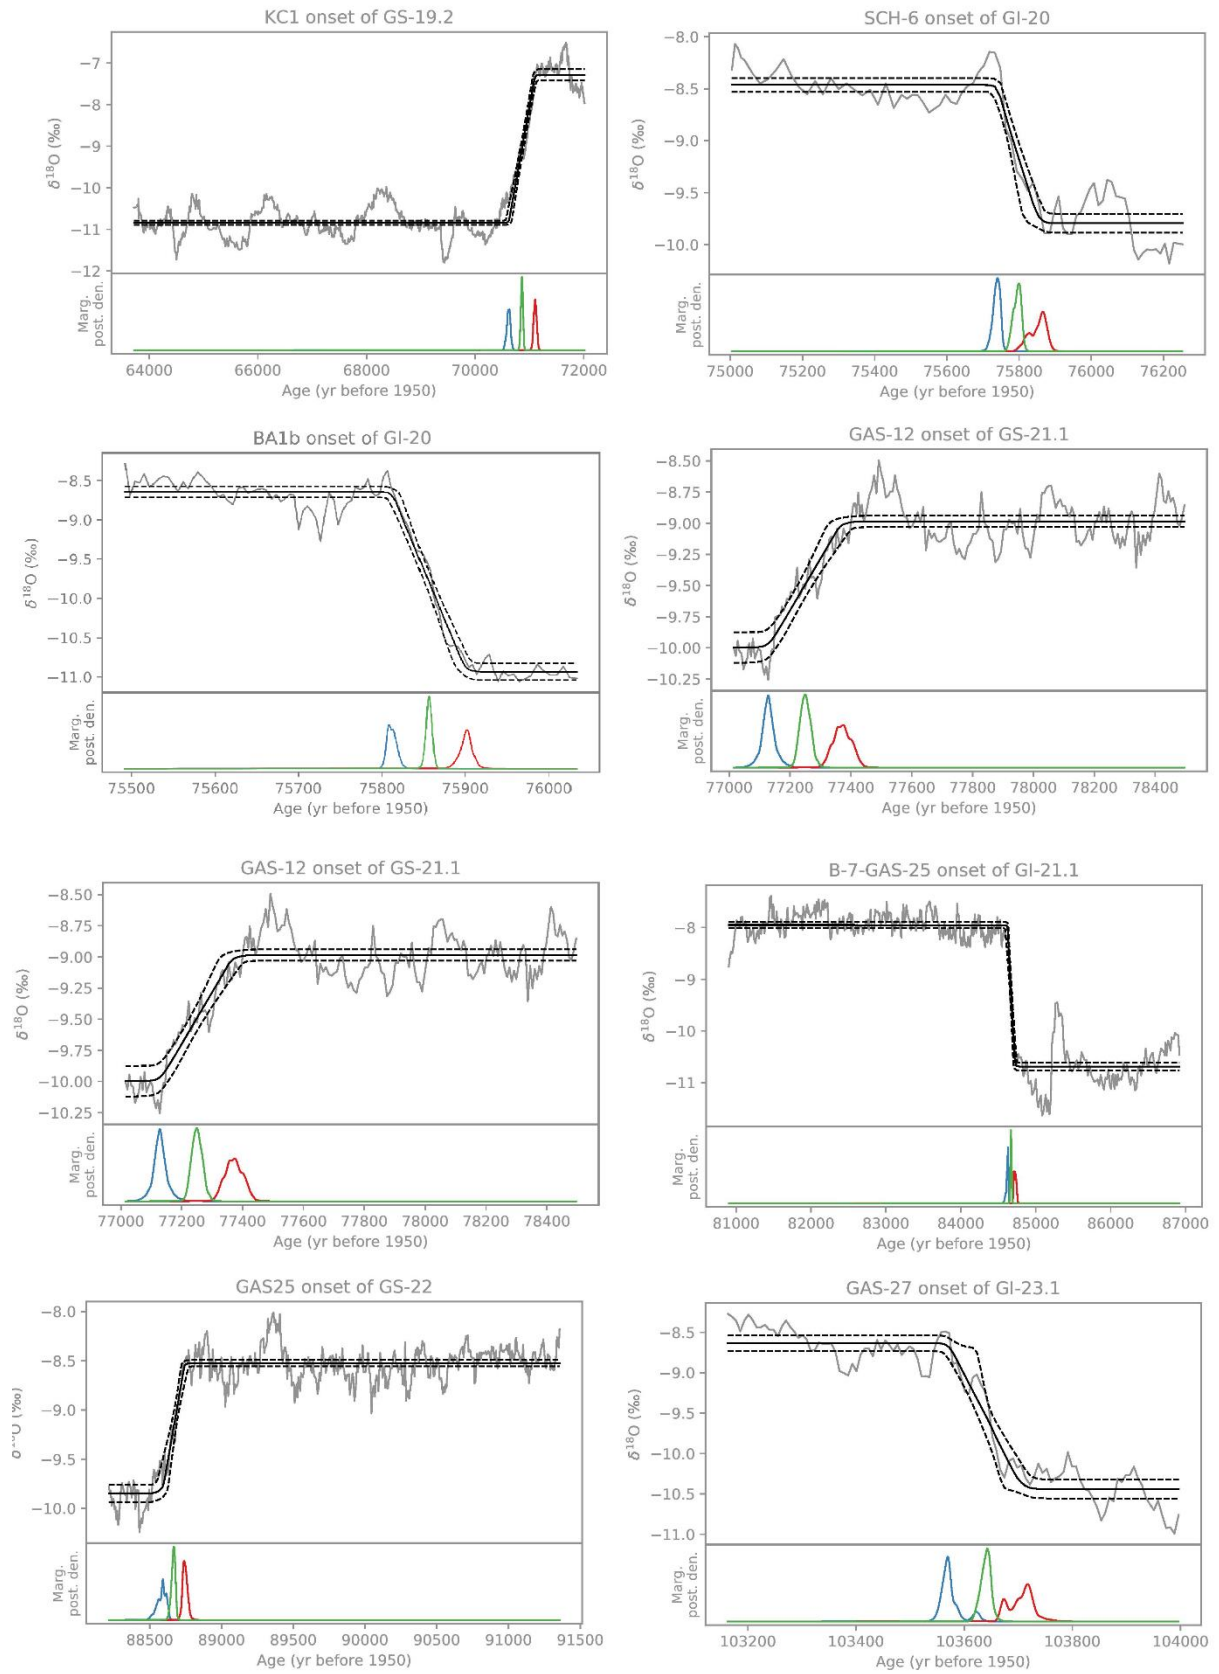 KC1 onset of GS-19.2
−7
−8
−9
−10
−11
−12
δ¹⁸O (‰)
Marg.
post. den.
64000 66000 68000 70000 72000
Age (yr before 1950)
SCH-6 onset of GI-20
−8.0
−8.5
−9.0
−9.5
−10.0
δ¹⁸O (‰)
Marg.
post. den.
75000 75200 75400 75600 75800 76000 76200
Age (yr before 1950)
BA1b onset of GI-20
−8.5
−9.0
−9.5
−10.0
−10.5
−11.0
δ¹⁸O (‰)
Marg.
post. den.
75500 75600 75700 75800 75900 76000
Age (yr before 1950)
GAS-12 onset of GS-21.1
−8.50
−8.75
−9.00
−9.25
−9.50
−9.75
−10.00
−10.25
δ¹⁸O (‰)
Marg.
post. den.
77000 77200 77400 77600 77800 78000 78200 78400
Age (yr before 1950)
GAS-12 onset of GS-21.1
−8.50
−8.75
−9.00
−9.25
−9.50
−9.75
−10.00
−10.25
δ¹⁸O (‰)
Marg.
post. den.
77000 77200 77400 77600 77800 78000 78200 78400
Age (yr before 1950)
B-7-GAS-25 onset of GI-21.1
−8
−9
−10
−11
δ¹⁸O (‰)
Marg.
post. den.
81000 82000 83000 84000 85000 86000 87000
Age (yr before 1950)
GAS25 onset of GS-22
−8.0
−8.5
−9.0
−9.5
−10.0
(‰)
Marg.
post. den.
88500 89000 89500 90000 90500 91000 91500
Age (yr before 1950)
GAS-27 onset of GI-23.1
−8.5
−9.0
−9.5
−10.0
−10.5
−11.0
δ¹⁸O (‰)
Marg.
post. den.
103200 103400 103600 103800 104000
Age (yr before 1950)